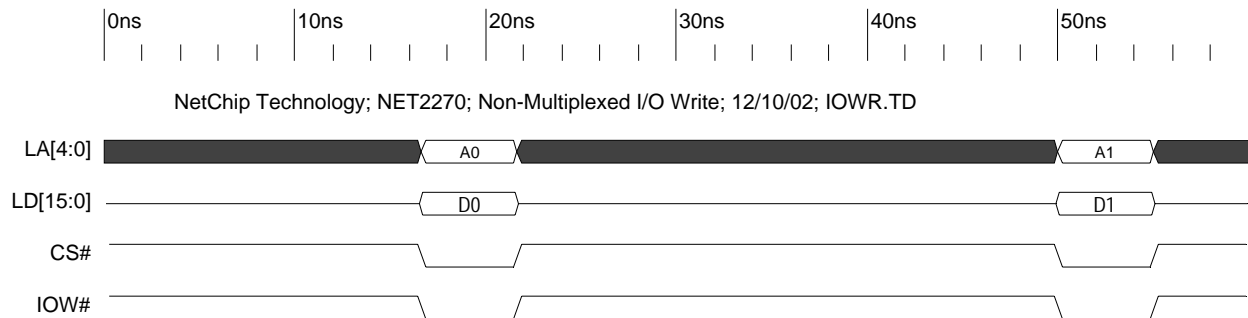 0ns 10ns 20ns 30ns 40ns 50ns
NetChip Technology; NET2270; Non-Multiplexed I/O Write; 12/10/02; IOWR.TD
LA[4:0] A0 A1
LD[15:0] D0 D1
CS#
IOW#